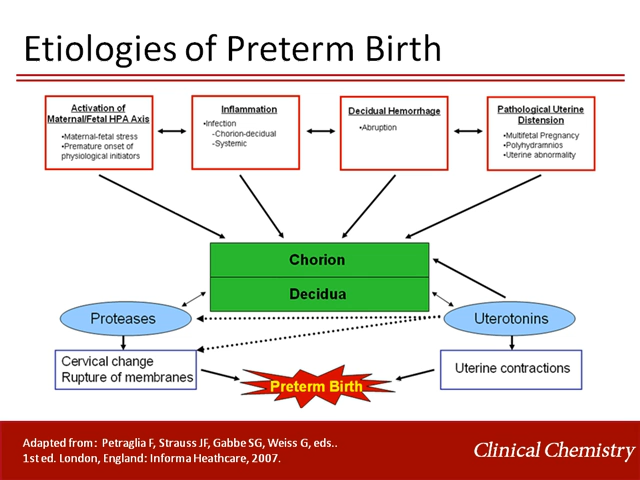 Etiologies of Preterm Birth
Activation of
Maternal/Fetal HPA Axis
•Maternal-fetal stress
•Premature onset of
physiological initiators
Inflammation
•Infection
-Chorion-decidual
-Systemic
Decidual Hemorrhage
•Abruption
Pathological Uterine
Distension
•Multifetal Pregnancy
•Polyhydramnios
•Uterine abnormality
Chorion
Decidua
Proteases
Uterotonins
Cervical change
Rupture of membranes
Preterm Birth
Uterine contractions
Adapted from: Petraglia F, Strauss JF, Gabbe SG, Weiss G, eds..
1st ed. London, England: Informa Heathcare, 2007.
Clinical Chemistry